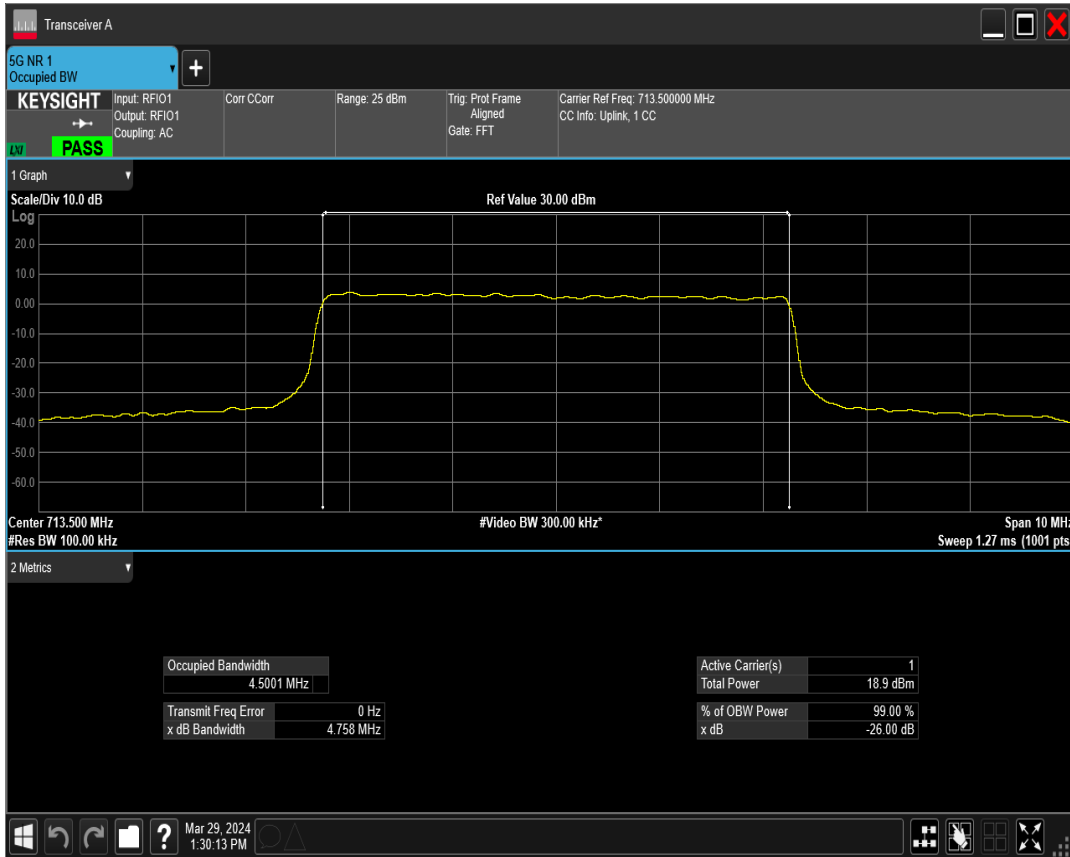 Transceiver A
5G NR 1
Occupied BW
+
KEYSIGHT
LXI
PASS
Input: RFIO1
Output: RFIO1
Coupling: AC
Corr CCorr
Range: 25 dBm
Trig: Prot Frame
Aligned
Gate: FFT
Carrier Ref Freq: 713.500000 MHz
CC Info: Uplink, 1 CC
1 Graph
Scale/Div 10.0 dB
Ref Value 30.00 dBm
Log
20.0
10.0
0.00
-10.0
-20.0
-30.0
-40.0
-50.0
-60.0
Center 713.500 MHz
#Video BW 300.00 kHz*
Span 10 MHz
#Res BW 100.00 kHz
Sweep 1.27 ms (1001 pts
2 Metrics
Occupied Bandwidth
4.5001 MHz
Transmit Freq Error 0 Hz
x dB Bandwidth 4.758 MHz
Active Carrier(s) 1
Total Power 18.9 dBm
% of OBW Power 99.00 %
x dB -26.00 dB
?
Mar 29, 2024
1:30:13 PM